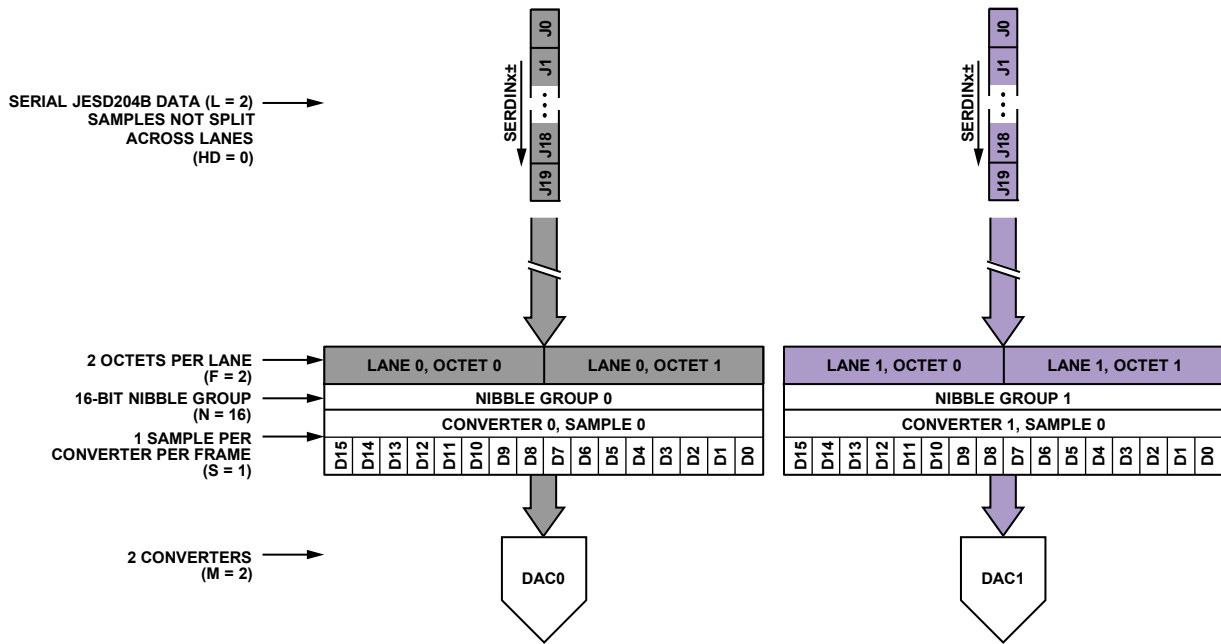 SERIAL JESD204B DATA (L = 2)
SAMPLES NOT SPLIT
ACROSS LANES
(HD = 0)
SERDINx±
J0
J1
J18
J19
SERDINx±
J0
J1
J18
J19
2 OCTETS PER LANE
(F = 2)
LANE 0, OCTET 0
LANE 0, OCTET 1
LANE 1, OCTET 0
LANE 1, OCTET 1
16-BIT NIBBLE GROUP
(N = 16)
NIBBLE GROUP 0
NIBBLE GROUP 1
1 SAMPLE PER
CONVERTER PER FRAME
(S = 1)
CONVERTER 0, SAMPLE 0
CONVERTER 1, SAMPLE 0
D15 D14 D13 D12 D11 D10 D9 D8 D7 D6 D5 D4 D3 D2 D1 D0
D15 D14 D13 D12 D11 D10 D9 D8 D7 D6 D5 D4 D3 D2 D1 D0
2 CONVERTERS
(M = 2)
DAC0
DAC1